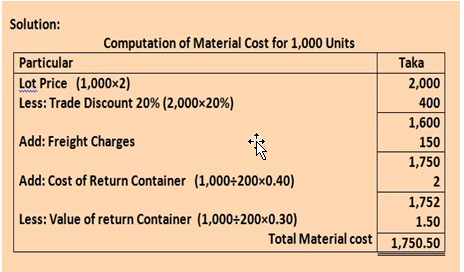 Solution:
Computation of Material Cost for 1,000 Units
Particular Taka
Lot Price (1,000×2) 2,000
Less: Trade Discount 20% (2,000×20%) 400
1,600
Add: Freight Charges 150
1,750
Add: Cost of Return Container (1,000÷200×0.40) 2
1,752
Less: Value of return Container (1,000÷200×0.30) 1.50
Total Material cost 1,750.50